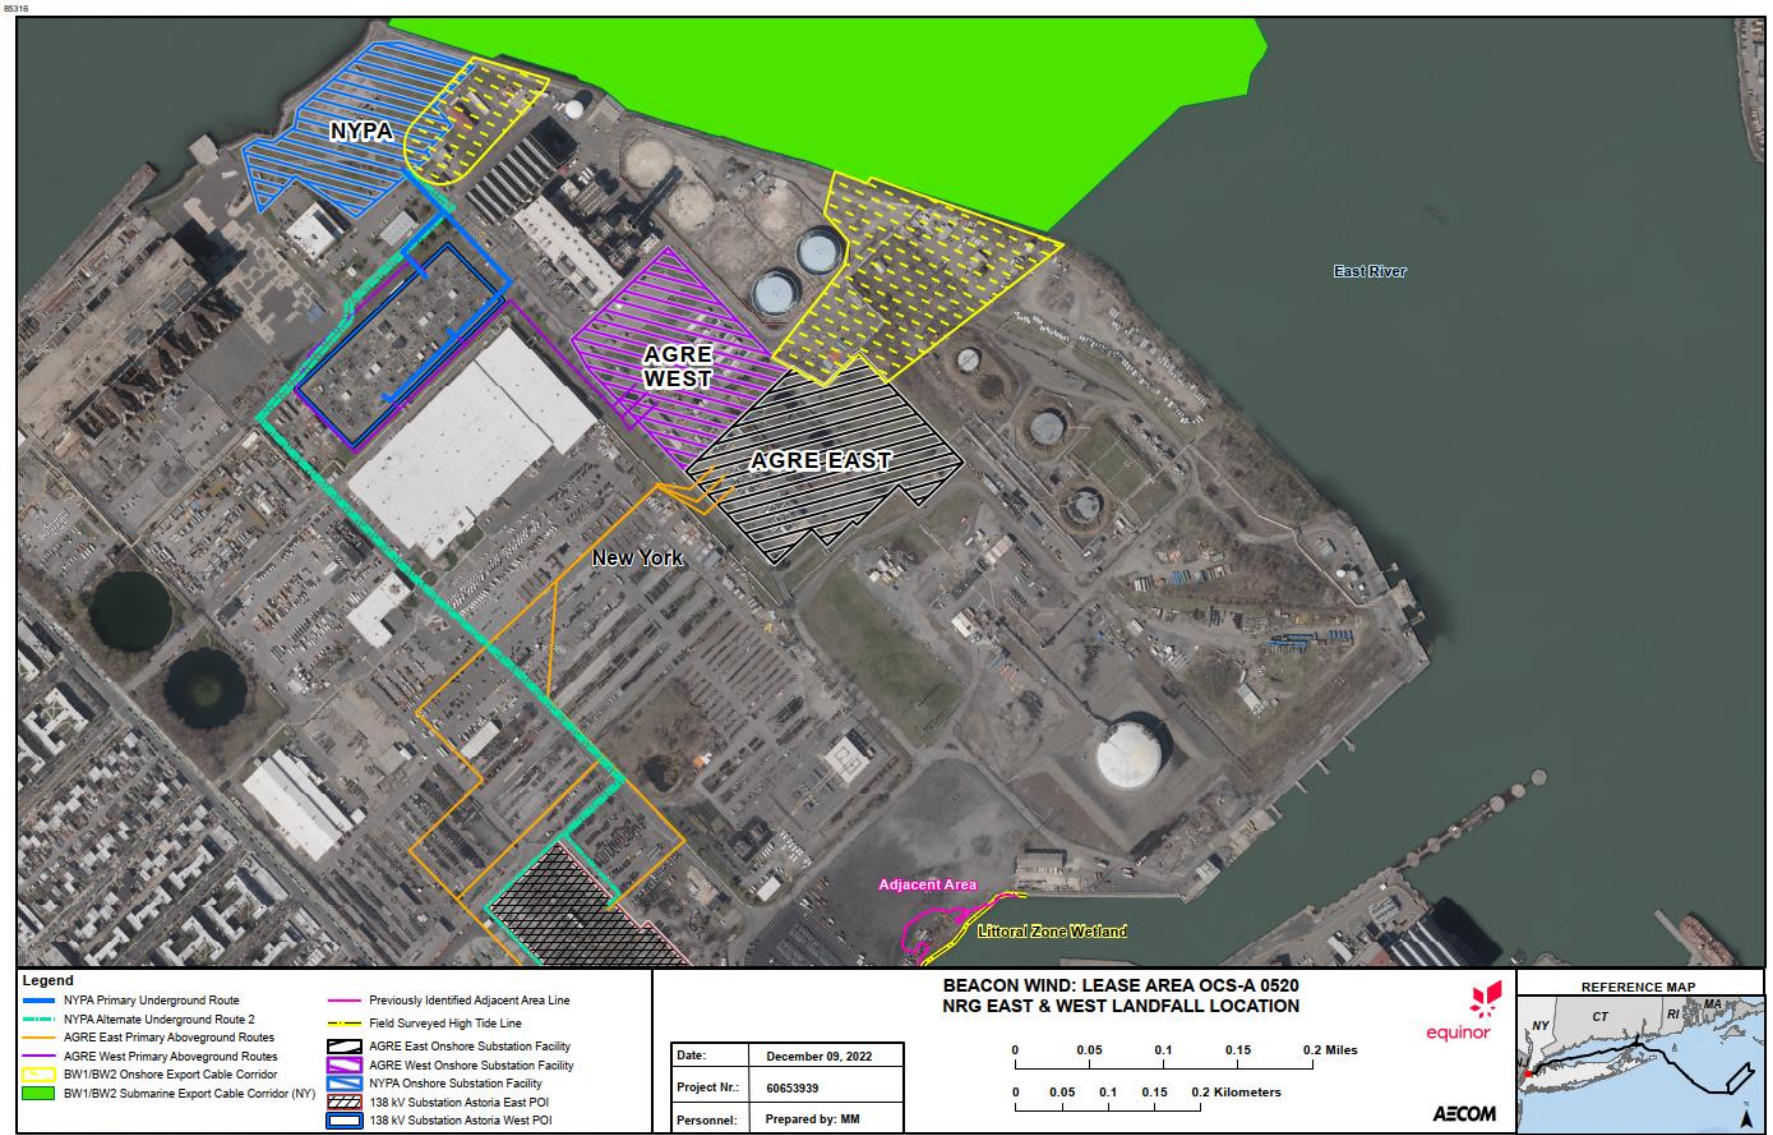 85316
NYPA
East River
AGRE
WEST
AGRE EAST
New York
Adjacent Area
Littoral Zone Wetland
Legend
NYPA Primary Underground Route
NYPA Alternate Underground Route 2
AGRE East Primary Aboveground Routes
AGRE West Primary Aboveground Routes
BW1/BW2 Onshore Export Cable Corridor
BW1/BW2 Submarine Export Cable Corridor (NY)
Previously Identified Adjacent Area Line
Field Surveyed High Tide Line
AGRE East Onshore Substation Facility
AGRE West Onshore Substation Facility
NYPA Onshore Substation Facility
138 kV Substation Astoria East POI
138 kV Substation Astoria West POI
Date: December 09, 2022
Project Nr.: 60653939
Personnel: Prepared by: MM
BEACON WIND: LEASE AREA OCS-A 0520
NRG EAST & WEST LANDFALL LOCATION
0 0.05 0.1 0.15 0.2 Miles
0 0.05 0.1 0.15 0.2 Kilometers
equinor
AECOM
REFERENCE MAP
NY CT RI MA
NJ
N